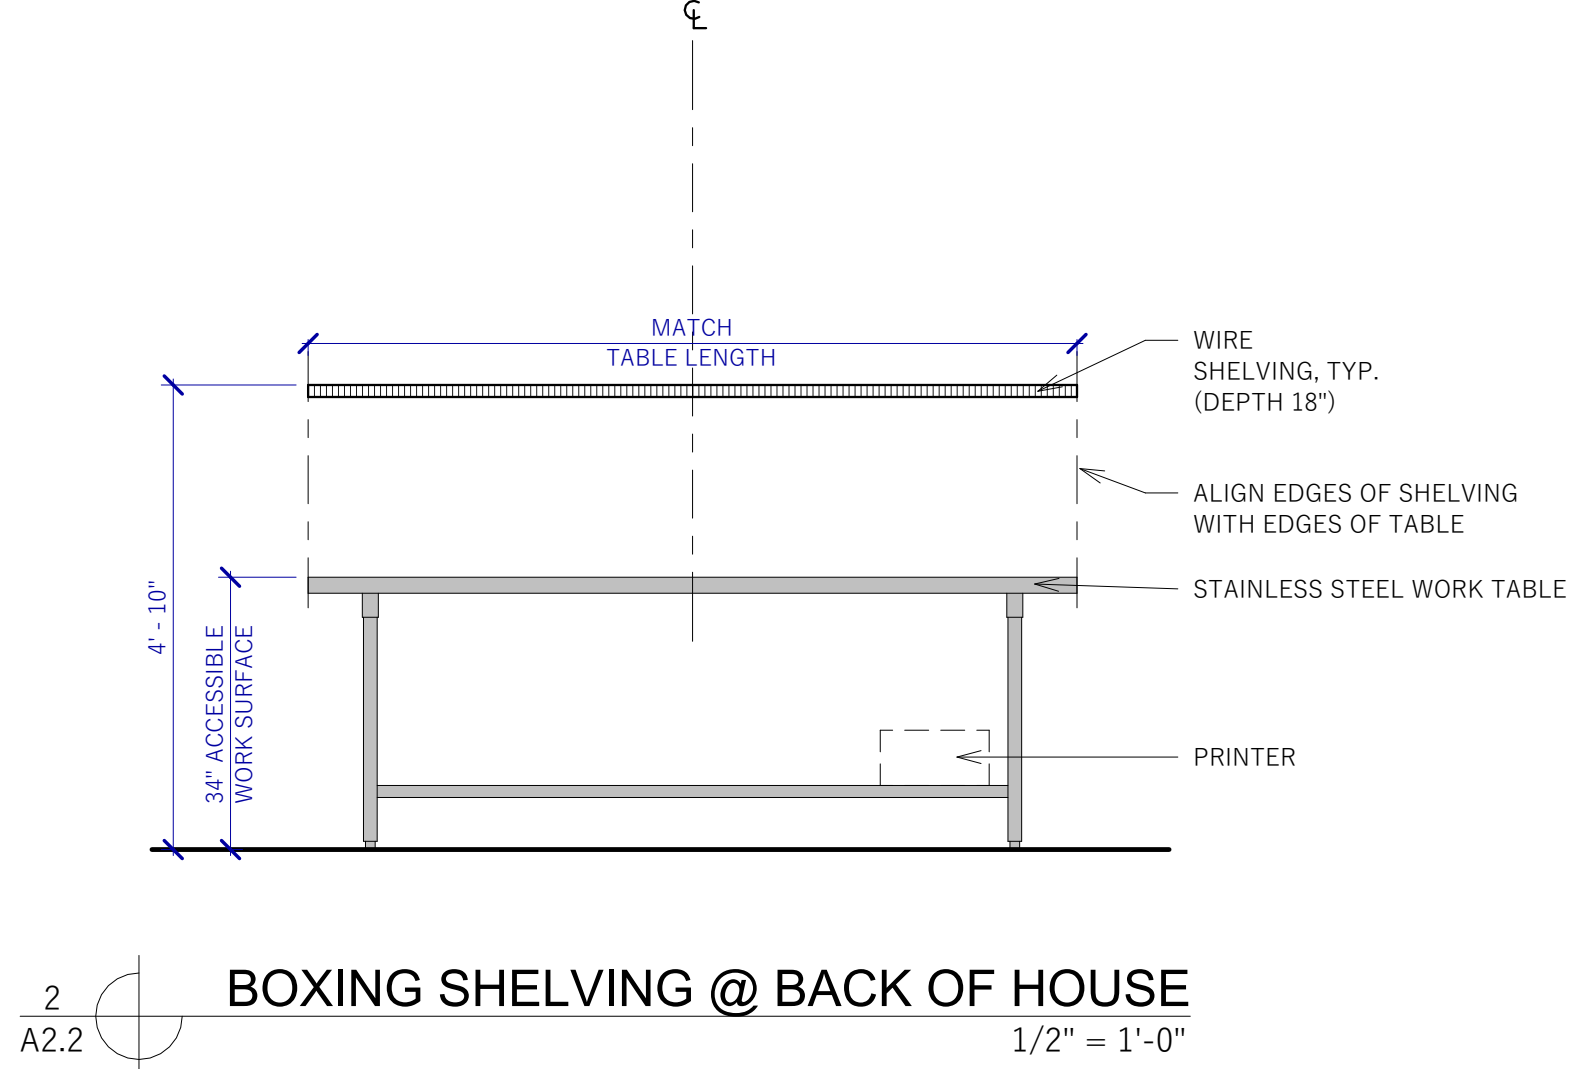 ℄
MATCH
TABLE LENGTH
WIRE
SHELVING, TYP.
(DEPTH 18")
ALIGN EDGES OF SHELVING
WITH EDGES OF TABLE
STAINLESS STEEL WORK TABLE
4' - 10"
34" ACCESSIBLE
WORK SURFACE
PRINTER
2
A2.2
BOXING SHELVING @ BACK OF HOUSE
1/2" = 1'-0"